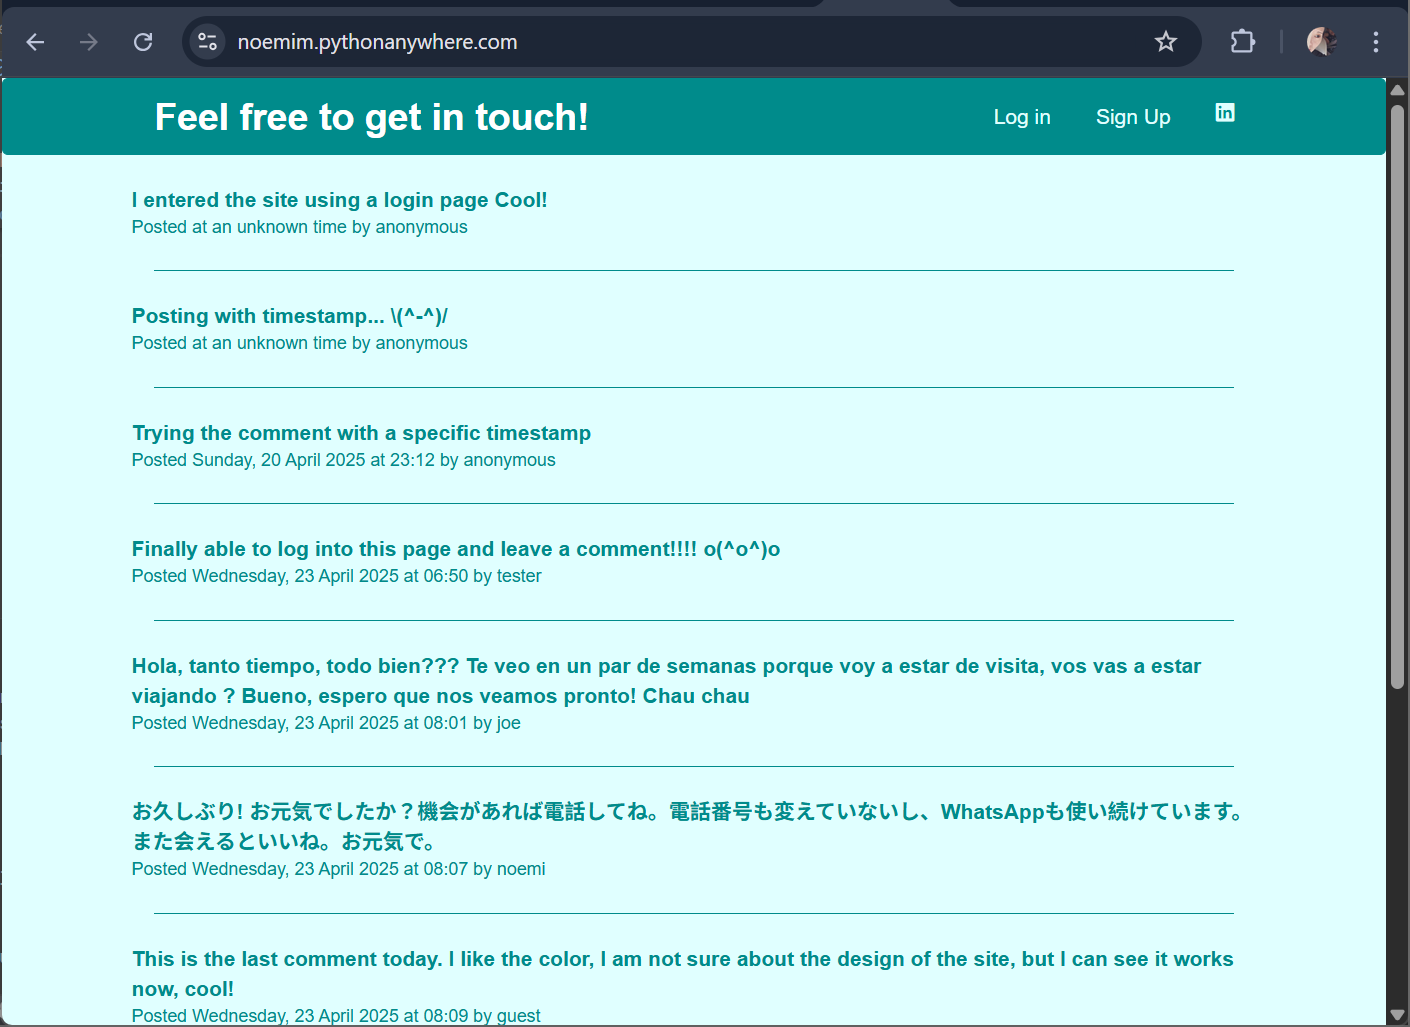 noemim.pythonanywhere.com
Feel free to get in touch!
Log in
Sign Up
in
I entered the site using a login page Cool!
Posted at an unknown time by anonymous
Posting with timestamp... \(^-^)/
Posted at an unknown time by anonymous
Trying the comment with a specific timestamp
Posted Sunday, 20 April 2025 at 23:12 by anonymous
Finally able to log into this page and leave a comment!!!! o(^o^)o
Posted Wednesday, 23 April 2025 at 06:50 by tester
Hola, tanto tiempo, todo bien??? Te veo en un par de semanas porque voy a estar de visita, vos vas a estar
viajando ? Bueno, espero que nos veamos pronto! Chau chau
Posted Wednesday, 23 April 2025 at 08:01 by joe
お久しぶり! お元気でしたか？機会があれば電話してね。電話番号も変えていないし、WhatsAppも使い続けています。
また会えるといいね。お元気で。
Posted Wednesday, 23 April 2025 at 08:07 by noemi
This is the last comment today. I like the color, I am not sure about the design of the site, but I can see it works
now, cool!
Posted Wednesday, 23 April 2025 at 08:09 by guest